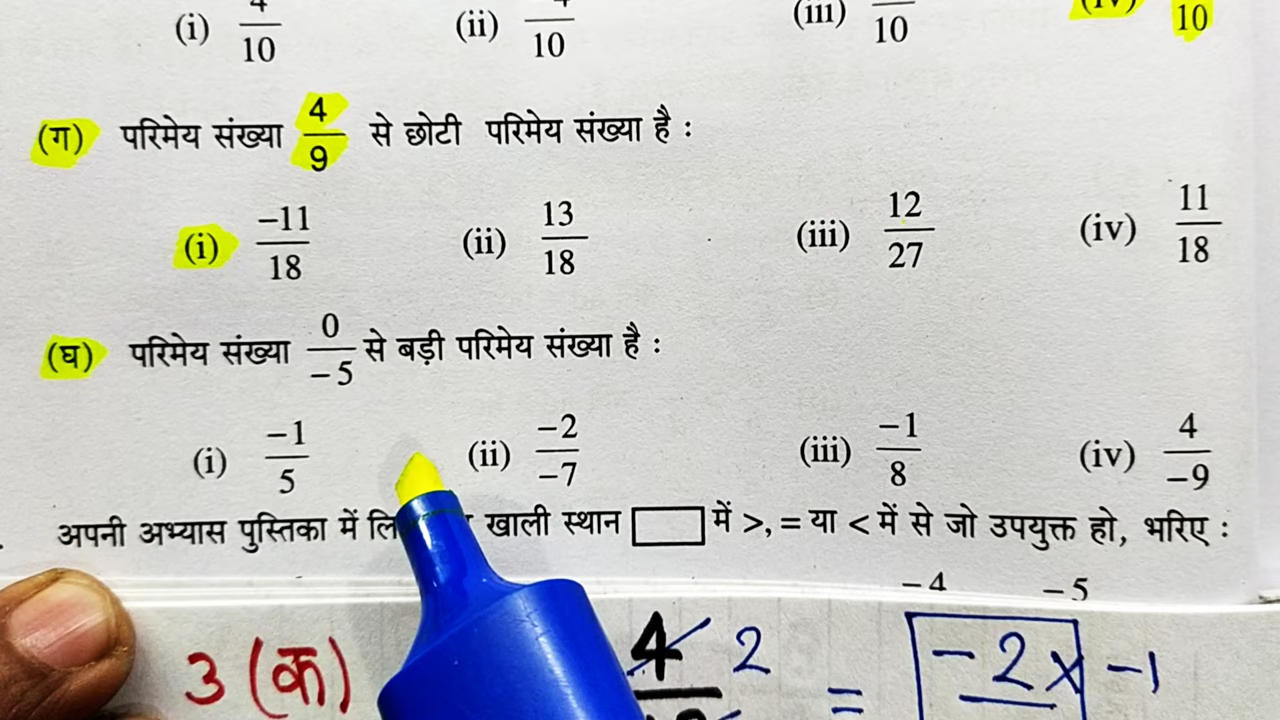 (i) 4/10 (ii) 10 (iii) 10 (iv) 10
(ग) परिमेय संख्या 4/9 से छोटी परिमेय संख्या है :
(i) -11/18 (ii) 13/18 (iii) 12/27 (iv) 11/18
(घ) परिमेय संख्या 0/-5 से बड़ी परिमेय संख्या है :
(i) -1/5 (ii) -2/-7 (iii) -1/8 (iv) 4/-9
अपनी अभ्यास पुस्तिका में खाली स्थान □ में >, = या < में से जो उपयुक्त हो, भरिए :
-4 -5
3 (क) 4 2 = -2 x -1